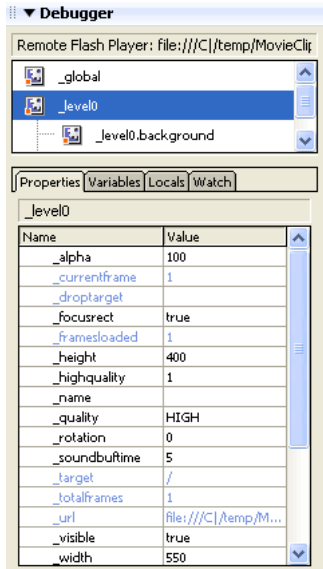 Debugger
Remote Flash Player: file:///C|/temp/MovieClip
_global
_level0
_level0.background
Properties Variables Locals Watch
_level0
Name Value
_alpha 100
_currentframe 1
_droptarget
_focusrect true
_framesloaded 1
_height 400
_highquality 1
_name
_quality HIGH
_rotation 0
_soundbuftime 5
_target /
_totalframes 1
_url file:///C|/temp/M...
_visible true
_width 550